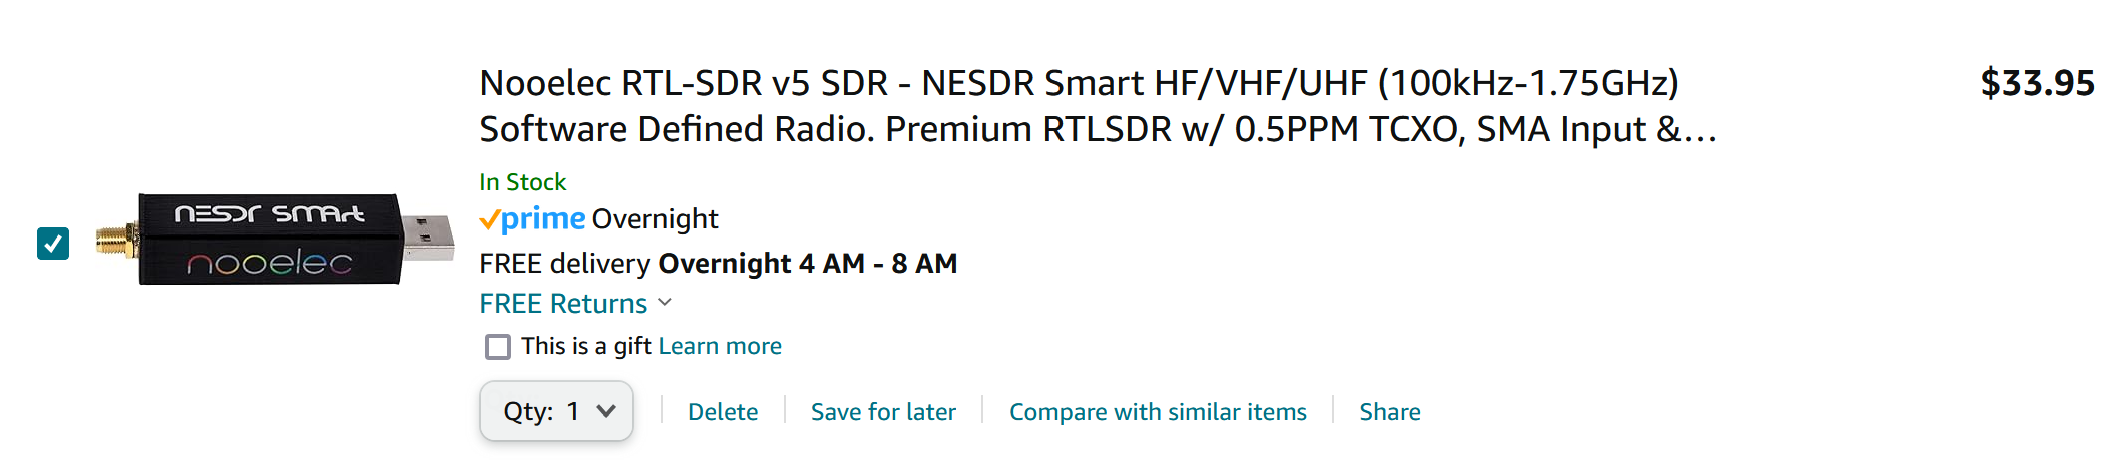 Nooelec RTL-SDR v5 SDR - NESDR Smart HF/VHF/UHF (100kHz-1.75GHz)
Software Defined Radio. Premium RTLSDR w/ 0.5PPM TCXO, SMA Input &…
$33.95
In Stock
prime Overnight
FREE delivery Overnight 4 AM - 8 AM
FREE Returns
This is a gift Learn more
Qty: 1
Delete
Save for later
Compare with similar items
Share
NESDR SMArt
nooelec